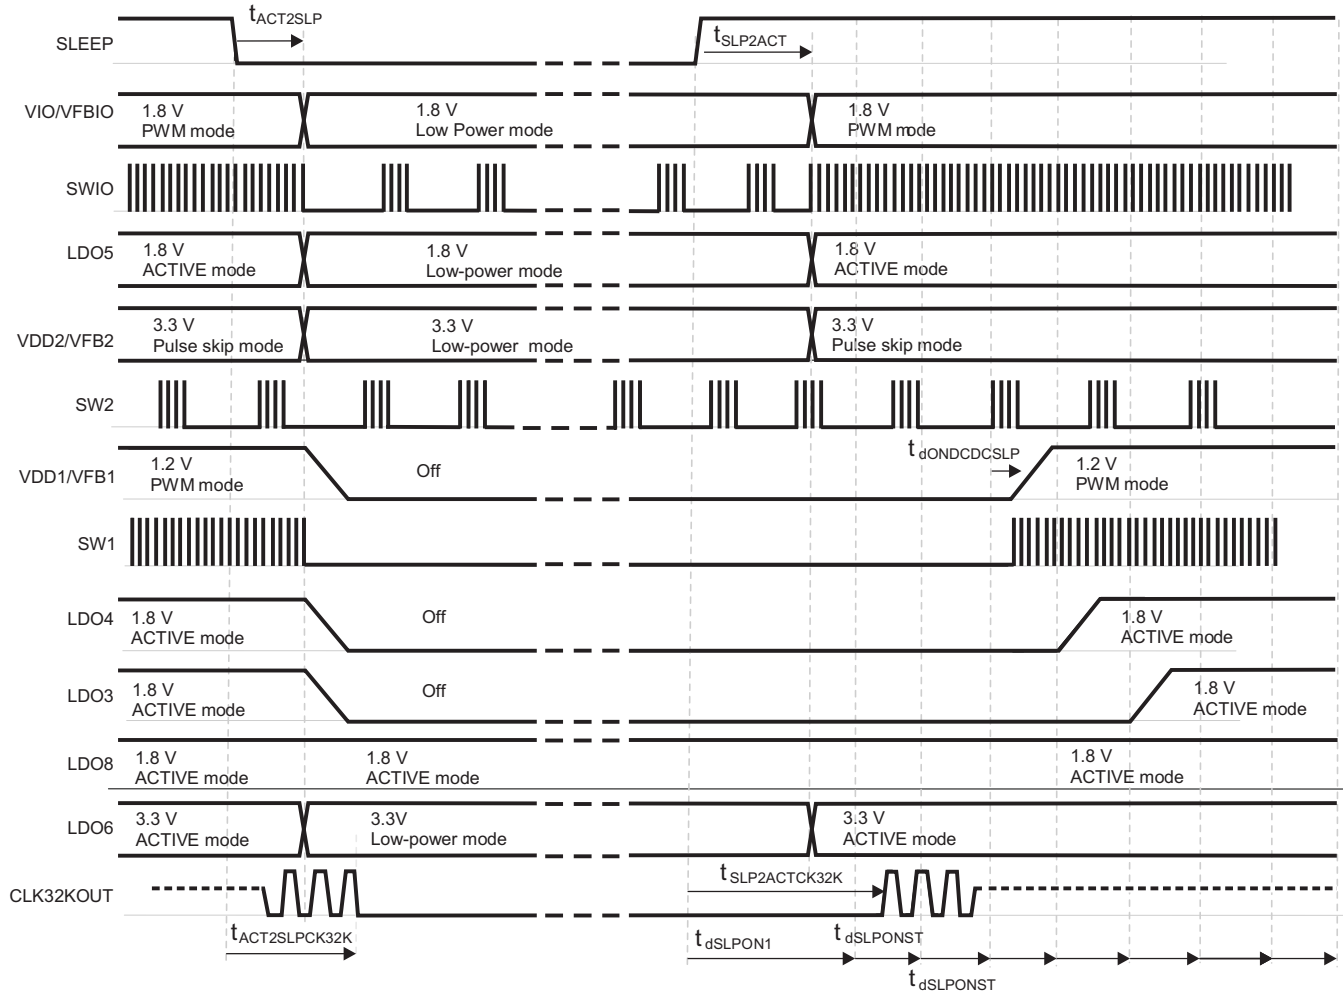 tACT2SLP
tSLP2ACT
SLEEP
VIO/VFBIO
1.8 V
PWM mode
1.8 V
Low Power mode
1.8 V
PWM mode
SWIO
LDO5
1.8 V
ACTIVE mode
1.8 V
Low-power mode
1.8 V
ACTIVE mode
VDD2/VFB2
3.3 V
Pulse skip mode
3.3 V
Low-power mode
3.3 V
Pulse skip mode
SW2
tdONDCDCSLP
VDD1/VFB1
1.2 V
PWM mode
Off
1.2 V
PWM mode
SW1
LDO4
1.8 V
ACTIVE mode
Off
1.8 V
ACTIVE mode
LDO3
1.8 V
ACTIVE mode
Off
1.8 V
ACTIVE mode
LDO8
1.8 V
ACTIVE mode
1.8 V
ACTIVE mode
1.8 V
ACTIVE mode
LDO6
3.3 V
ACTIVE mode
3.3V
Low-power mode
3.3 V
ACTIVE mode
CLK32KOUT
tSLP2ACTCK32K
tACT2SLPCK32K
tdSLPON1
tdSLPONST
tdSLPONST